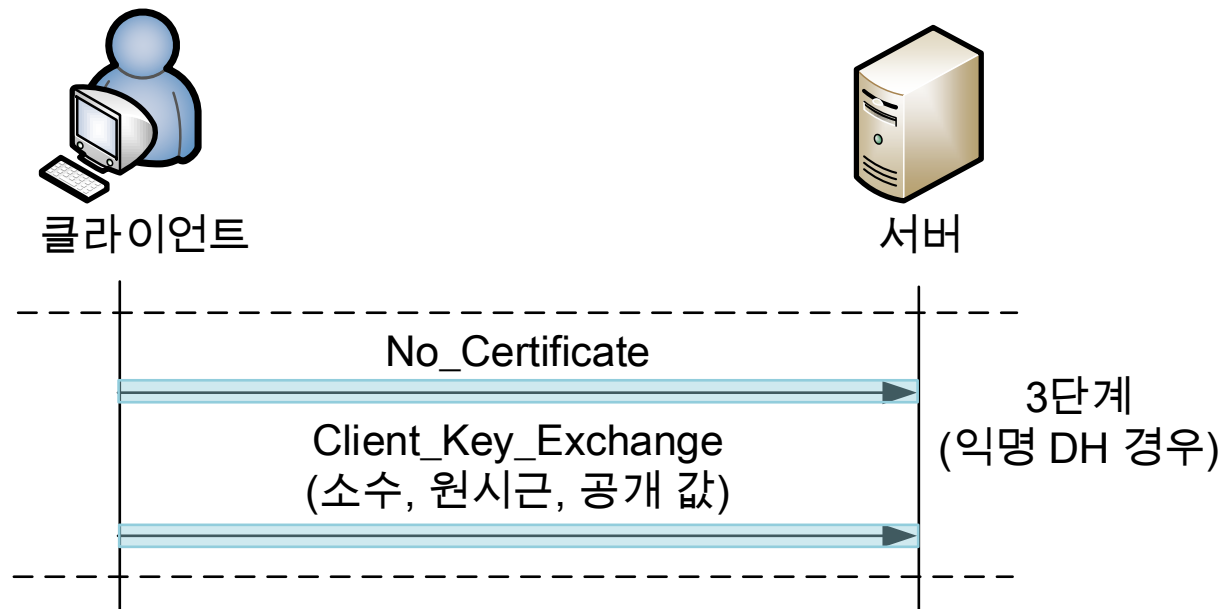 클라이언트
서버
No_Certificate
Client_Key_Exchange
(소수, 원시근, 공개 값)
3단계
(익명 DH 경우)